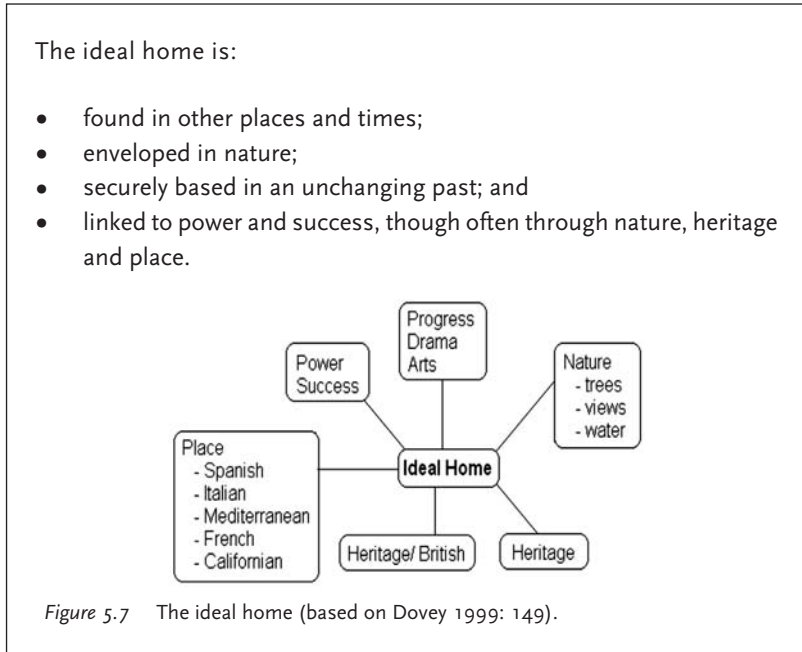 The ideal home is:
• found in other places and times;
• enveloped in nature;
• securely based in an unchanging past; and
• linked to power and success, though often through nature, heritage
and place.
Progress
Drama
Arts
Power
Success
Nature
- trees
- views
- water
Place
- Spanish
- Italian
- Mediterranean
- French
- Californian
Ideal Home
Heritage/ British
Heritage
Figure 5.7 The ideal home (based on Dovey 1999: 149).